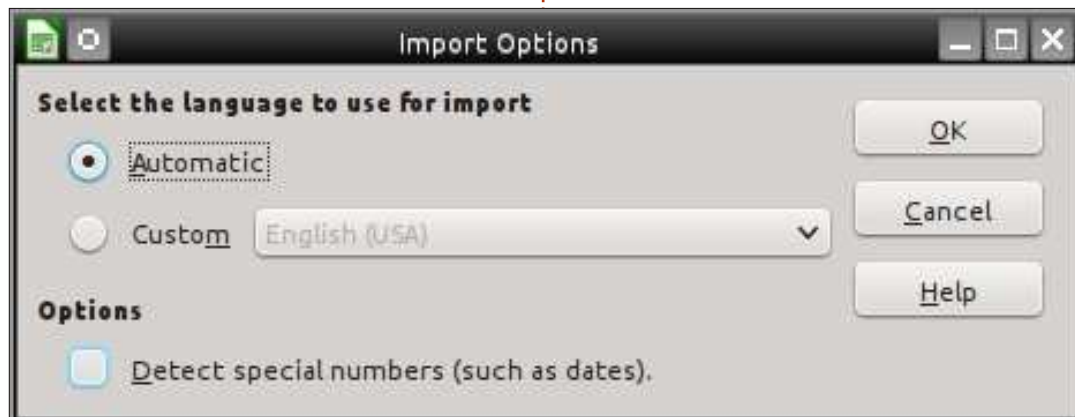 Import Options
Select the language to use for import
Automatic
Custom English (USA)
Options
Detect special numbers (such as dates).
OK
Cancel
Help